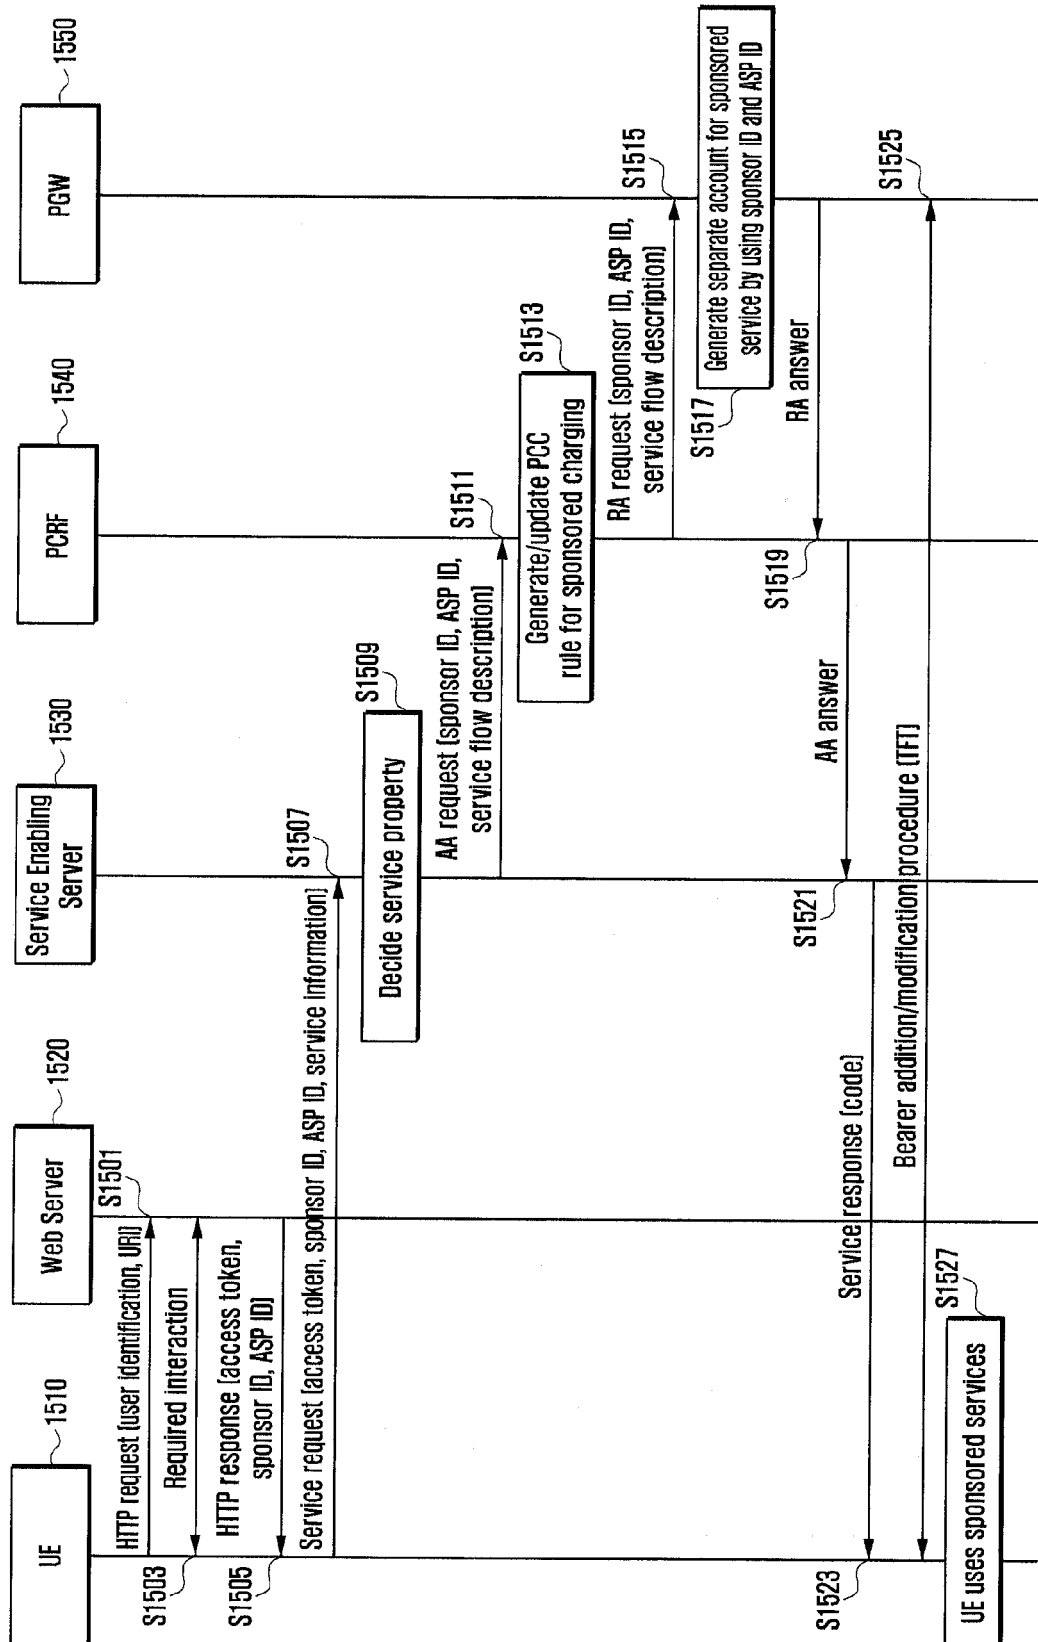 UE
1510
Web Server
1520
Service Enabling
Server
1530
PCRF
1540
PGW
1550
HTTP request (user identification, URI)
S1501
Required interaction
S1503
HTTP response (access token,
sponsor ID, ASP ID)
S1505
Service request (access token, sponsor ID, ASP ID, service information)
S1507
Decide service property
S1509
AA request (sponsor ID, ASP ID,
service flow description)
S1511
Generate/update PCC
rule for sponsored charging
S1513
RA request (sponsor ID, ASP ID,
service flow description)
S1515
Generate separate account for sponsored
service by using sponsor ID and ASP ID
S1517
RA answer
S1519
AA answer
S1521
Service response (code)
S1523
Bearer addition/modification procedure (TFT)
S1525
UE uses sponsored services
S1527